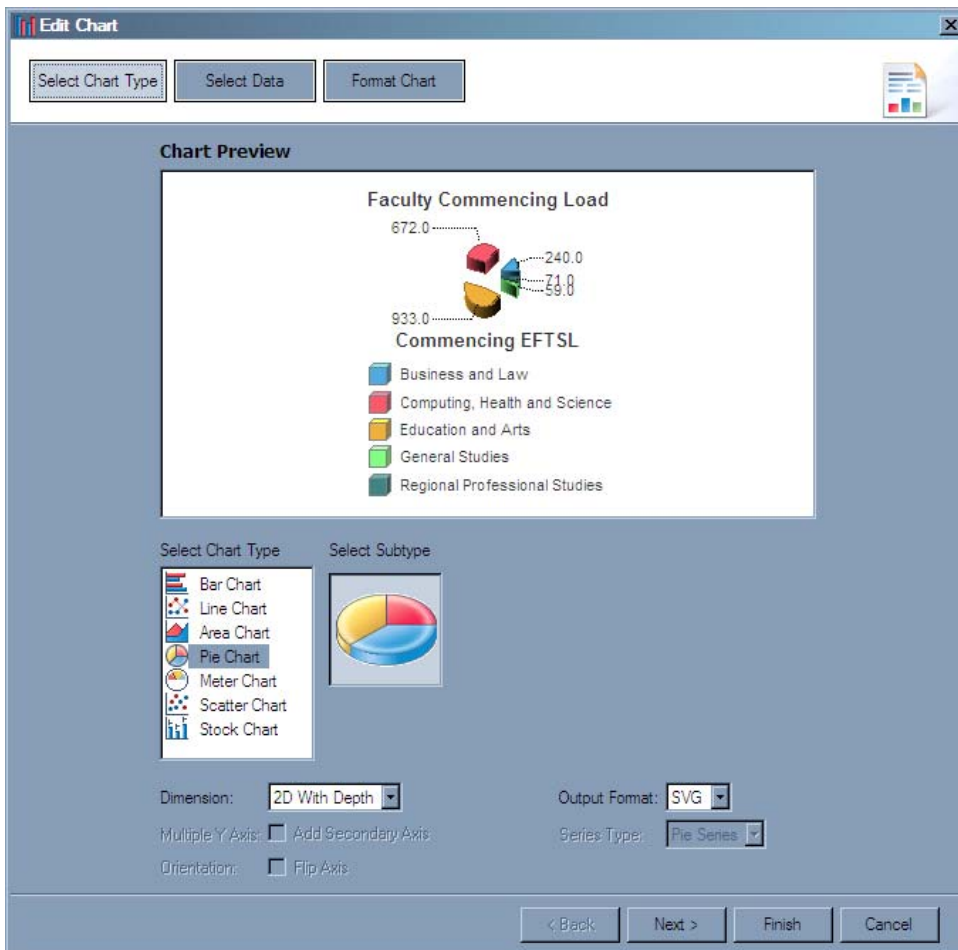 Edit Chart
Select Chart Type
Select Data
Format Chart
Chart Preview
Faculty Commencing Load
672.0
240.0
71.0
59.0
933.0
Commencing EFTSL
Business and Law
Computing, Health and Science
Education and Arts
General Studies
Regional Professional Studies
Select Chart Type
Select Subtype
Bar Chart
Line Chart
Area Chart
Pie Chart
Meter Chart
Scatter Chart
Stock Chart
Dimension: 2D With Depth
Output Format: SVG
Multiple Y Axis: Add Secondary Axis
Series Type: Pie Series
Orientation: Flip Axis
< Back
Next >
Finish
Cancel